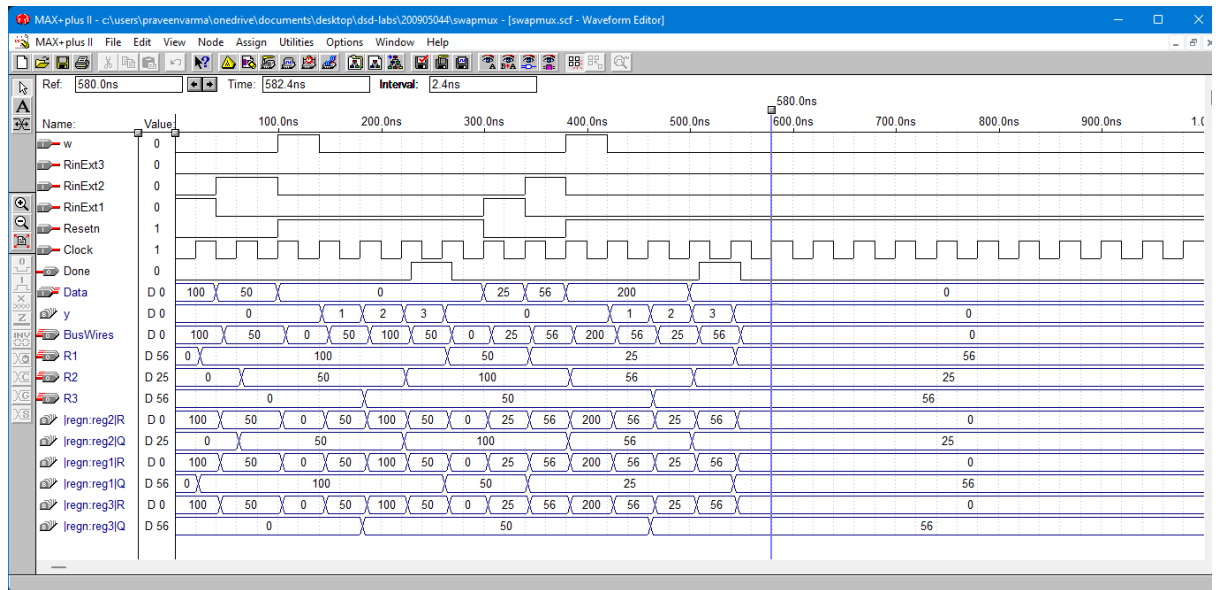 MAX+plus II - c:\users\praveenvarma\onedrive\documents\desktop\dsd-labs\200905044\swapmux - [swapmux.scf - Waveform Editor]
MAX+plus II File Edit View Node Assign Utilities Options Window Help
Ref: 580.0ns Time: 582.4ns Interval: 2.4ns
580.0ns
Name: Value: 100.0ns 200.0ns 300.0ns 400.0ns 500.0ns 600.0ns 700.0ns 800.0ns 900.0ns 1.0
w 0
RinExt3 0
RinExt2 0
RinExt1 0
Resetn 1
Clock 1
Done 0
Data D 0 100 50 0 25 56 200 0
y D 0 0 1 2 3 0 1 2 3 0
BusWires D 0 100 50 0 50 100 50 0 25 56 200 56 25 56 0
R1 D 56 0 100 50 25 56
R2 D 25 0 50 100 56 25
R3 D 56 0 50 56
|regn:reg2|R D 0 100 50 0 50 100 50 0 25 56 200 56 25 56 0
|regn:reg2|Q D 25 0 50 100 56 25
|regn:reg1|R D 0 100 50 0 50 100 50 0 25 56 200 56 25 56 0
|regn:reg1|Q D 56 0 100 50 25 56
|regn:reg3|R D 0 100 50 0 50 100 50 0 25 56 200 56 25 56 0
|regn:reg3|Q D 56 0 50 56